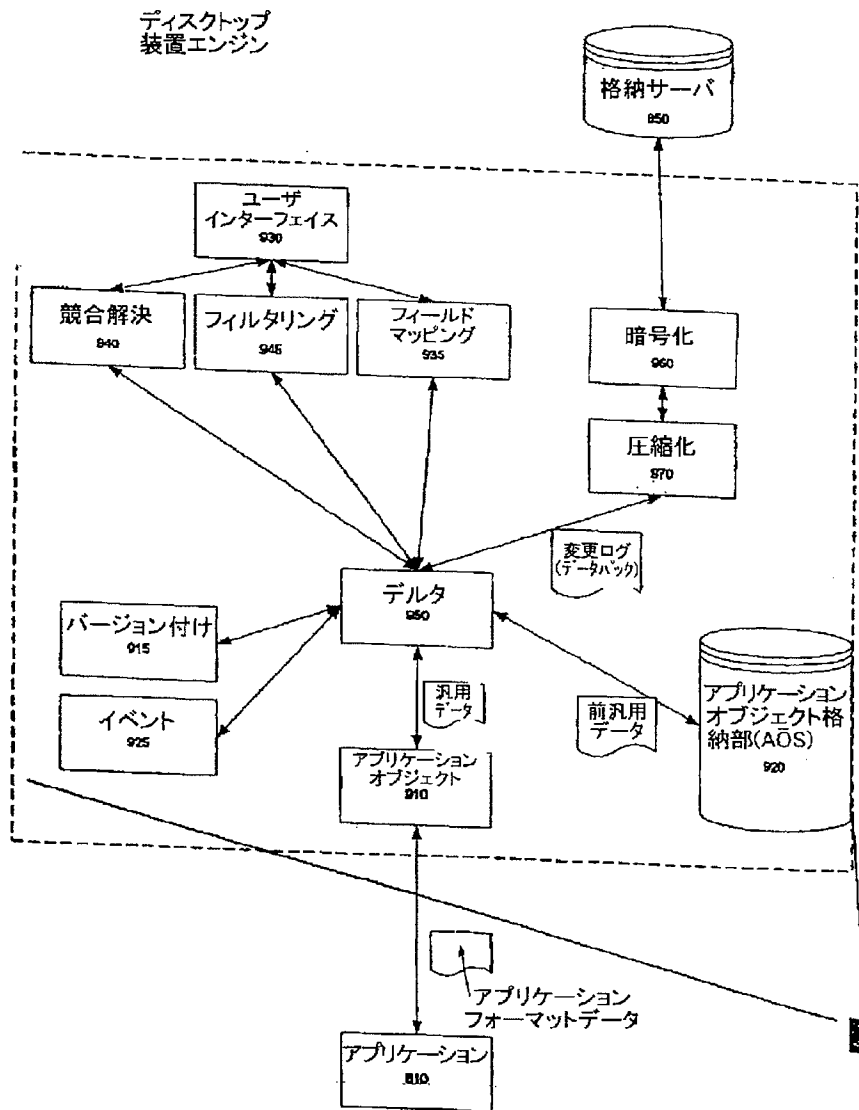 ディスクトップ
装置エンジン
格納サーバ
850
ユーザ
インターフェイス
930
競合解決
940
フィルタリング
945
フィールド
マッピング
935
暗号化
960
圧縮化
970
変更ログ
(データパック)
デルタ
950
バージョン付け
915
イベント
925
汎用
データ
前汎用
データ
アプリケーション
オブジェクト格
納部(AOS)
920
アプリケーション
オブジェクト
910
アプリケーション
フォーマットデータ
アプリケーション
810